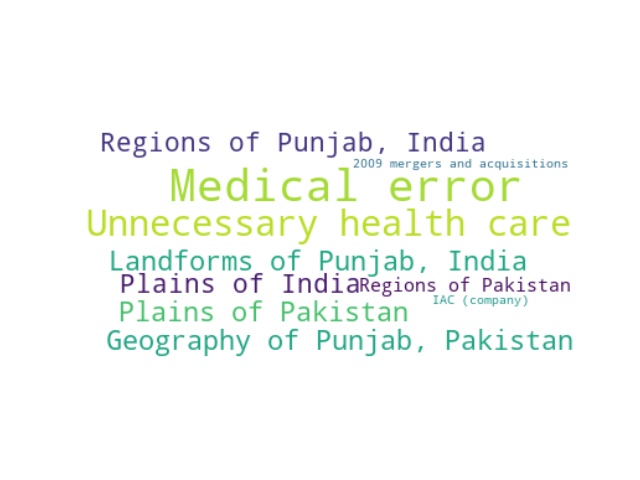 Regions of Punjab, India
2009 mergers and acquisitions
Medical error
Unnecessary health care
Landforms of Punjab, India
Plains of India
Regions of Pakistan
IAC (company)
Plains of Pakistan
Geography of Punjab, Pakistan